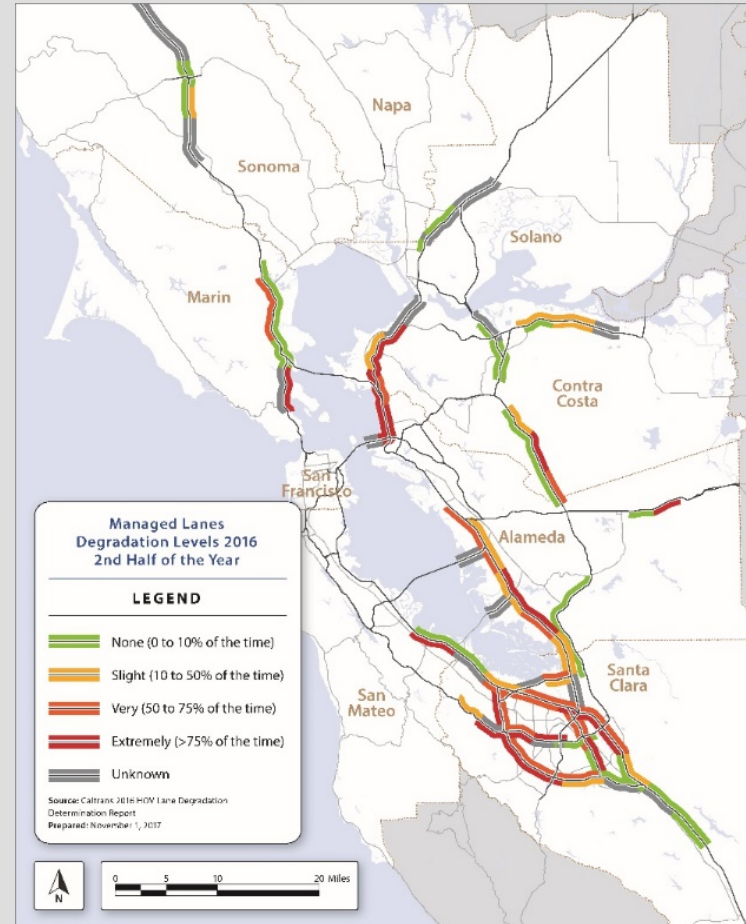 Napa
Sonoma
Solano
Marin
Contra
Costa
San
Francisco
Alameda
Santa
Clara
San
Mateo
Managed Lanes
Degradation Levels 2016
2nd Half of the Year
LEGEND
None (0 to 10% of the time)
Slight (10 to 50% of the time)
Very (50 to 75% of the time)
Extremely (>75% of the time)
Unknown
Source: Caltrans 2016 HOV Lane Degradation
Determination Report
Prepared: November 1, 2017
N
0 5 10 20 Miles